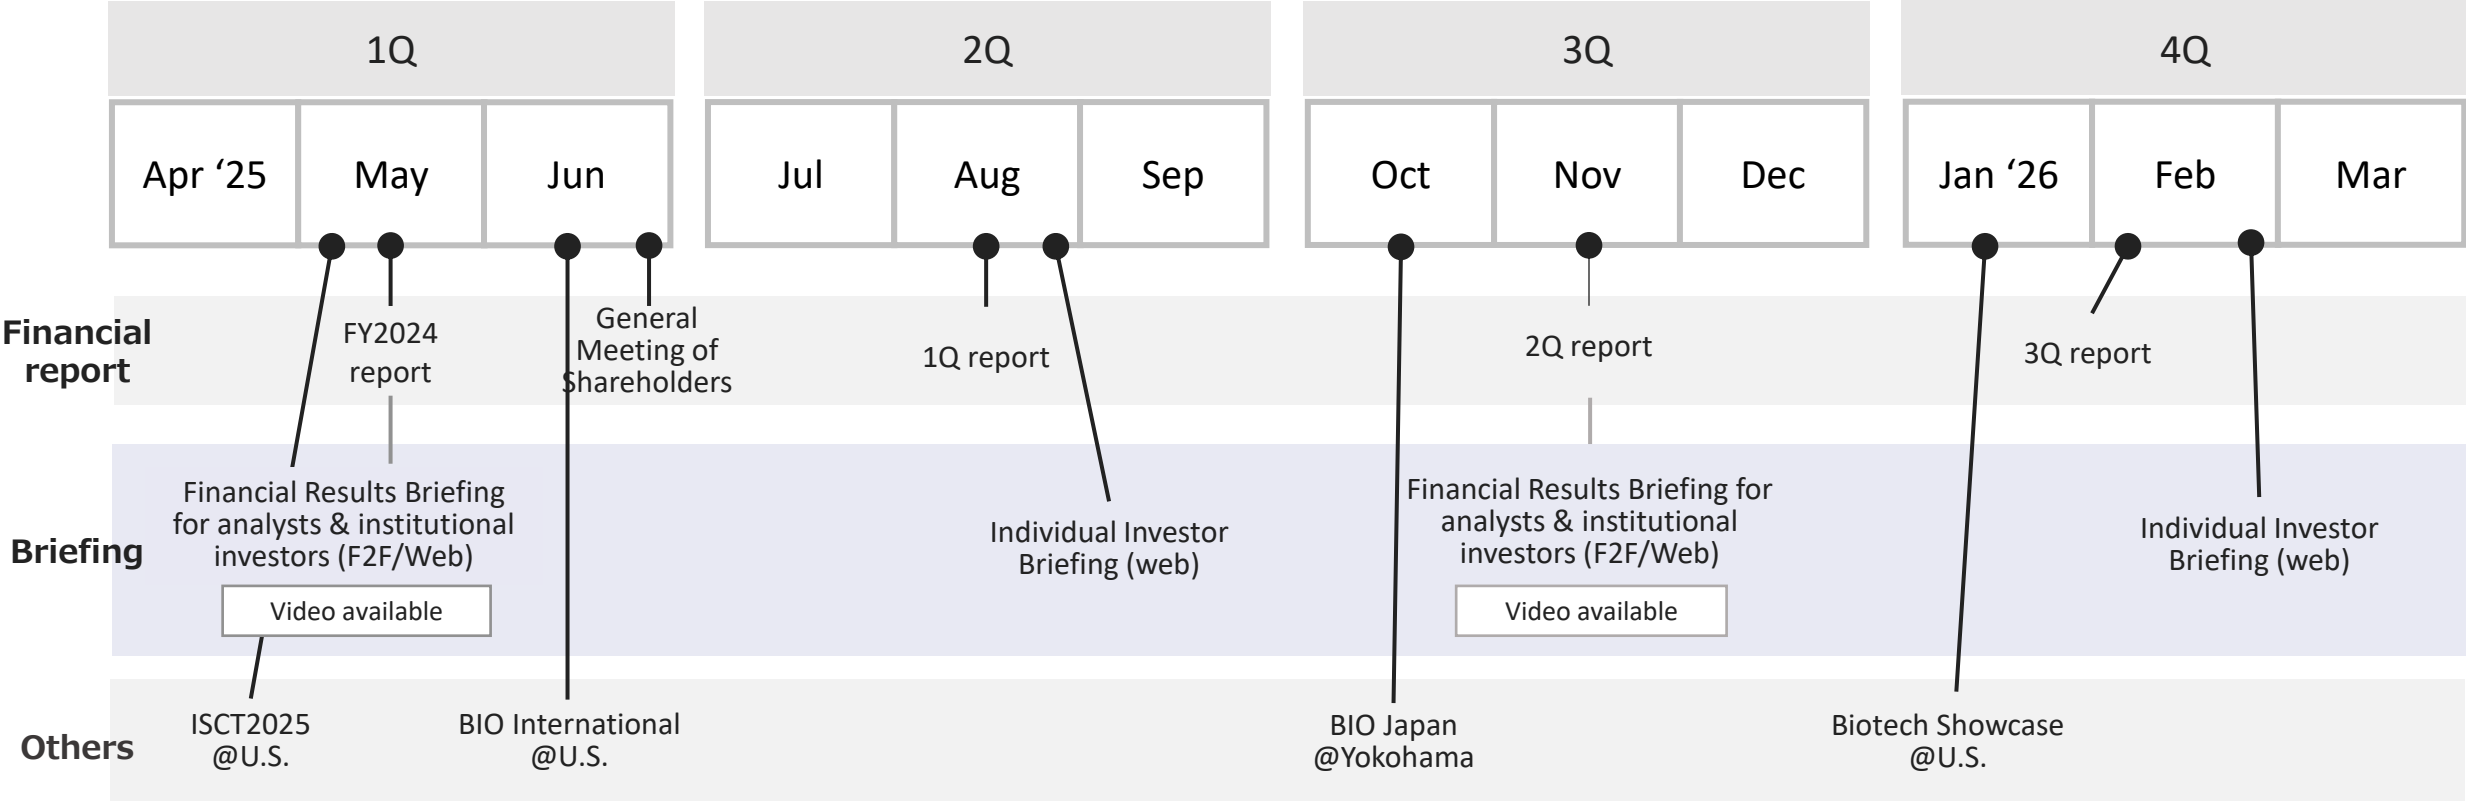 1Q
2Q
3Q
4Q
Apr ‘25
May
Jun
Jul
Aug
Sep
Oct
Nov
Dec
Jan ‘26
Feb
Mar
Financial
report
FY2024
report
General
Meeting of
Shareholders
1Q report
2Q report
3Q report
Briefing
Financial Results Briefing
for analysts & institutional
investors (F2F/Web)
Video available
Individual Investor
Briefing (web)
Financial Results Briefing for
analysts & institutional
investors (F2F/Web)
Video available
Individual Investor
Briefing (web)
Others
ISCT2025
@U.S.
BIO International
@U.S.
BIO Japan
@Yokohama
Biotech Showcase
@U.S.